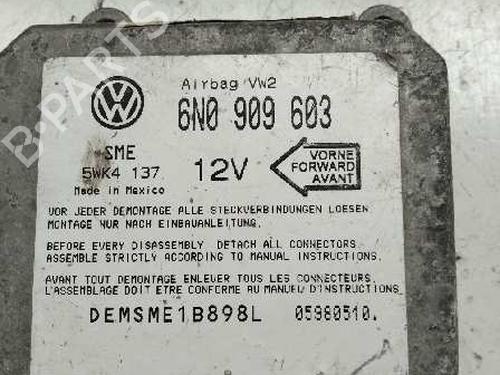 Airbag VW2
6N0 909 603
SME
5WK4 137
Made in Mexico
12V
VORNE
FORWARD
AVANT
VOR JEDER DEMONTAGE ALLE STECKVERBINDUNGEN LOESEN
MONTAGE NUR NACH EINBAUANLEITUNG.
BEFORE EVERY DISASSEMBLY DETACH ALL CONNECTORS.
ASSEMBLE STRICTLY ACCORDING TO MANUAL INSTRUCTIONS.
AVANT TOUT DEMONTAGE ENLEVER TOUS LES CONNECTEURS.
L'ASSEMBLAGE DOIT ETRE CONFORME AU MANUEL D'INSTRUCTIONS.
DEMSME1B898L 05980510.